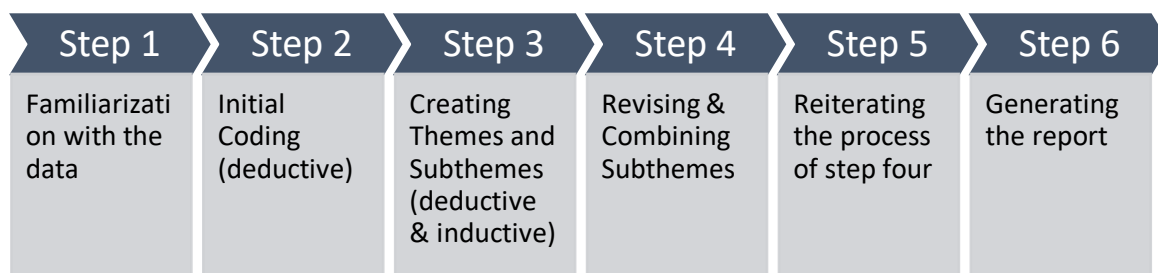 Step 1
Familiarizati
on with the
data
Step 2
Initial
Coding
(deductive)
Step 3
Creating
Themes and
Subthemes
(deductive
& inductive)
Step 4
Revising &
Combining
Subthemes
Step 5
Reiterating
the process
of step four
Step 6
Generating
the report